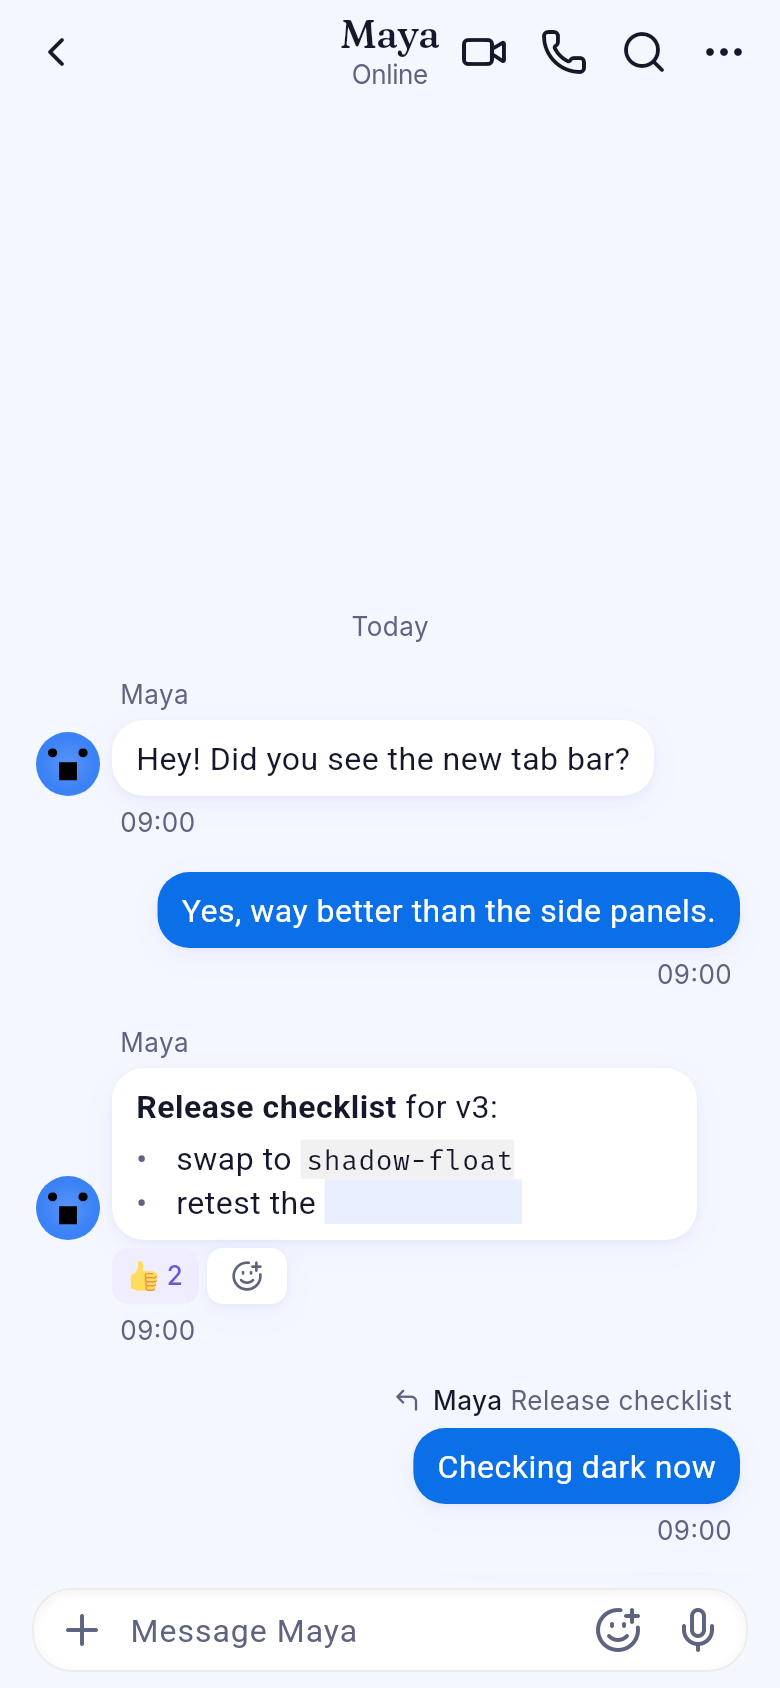 Maya
Online
Today
Maya
Hey! Did you see the new tab bar?
09:00
Yes, way better than the side panels.
09:00
Maya
Release checklist for v3:
• swap to shadow-float
• retest the
👍 2
09:00
Maya Release checklist
Checking dark now
09:00
Message Maya